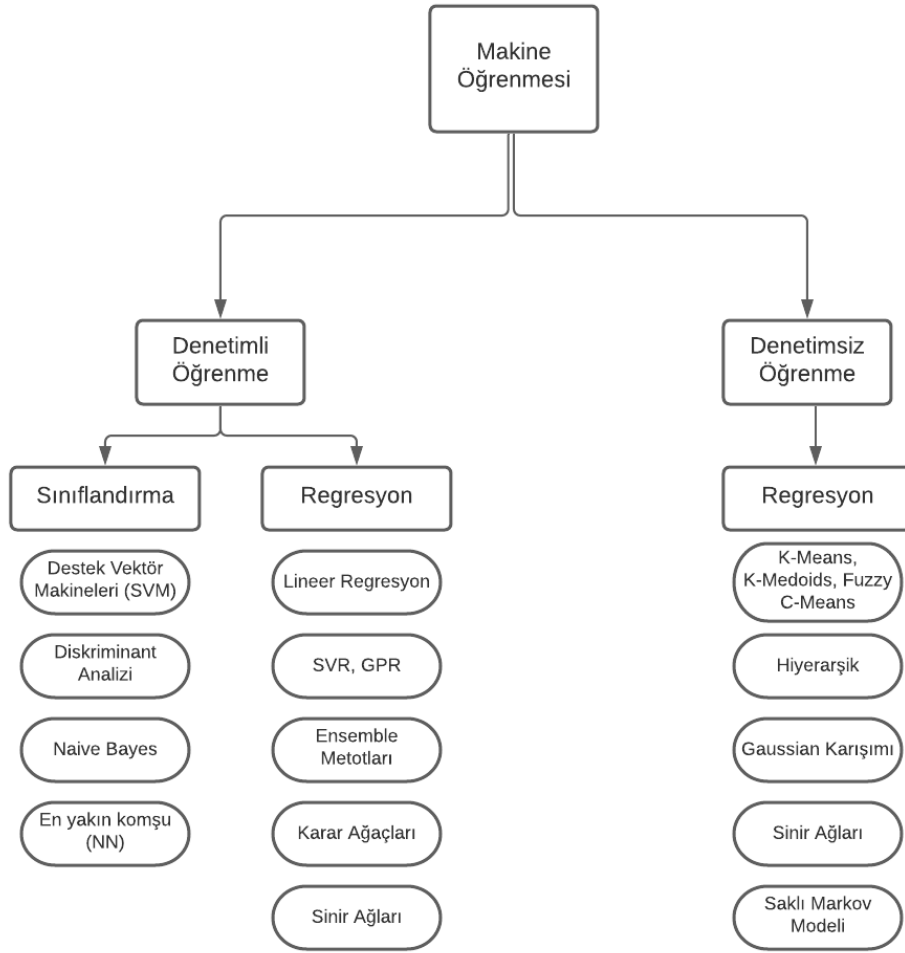 Makine
Öğrenmesi
Denetimli
Öğrenme
Denetimsiz
Öğrenme
Sınıflandırma
Regresyon
Regresyon
Destek Vektör
Makineleri (SVM)
Diskriminant
Analizi
Naive Bayes
En yakın komşu
(NN)
Lineer Regresyon
SVR, GPR
Ensemble
Metotları
Karar Ağaçları
Sinir Ağları
K-Means,
K-Medoids, Fuzzy
C-Means
Hiyerarşik
Gaussian Karışımı
Sinir Ağları
Saklı Markov
Modeli